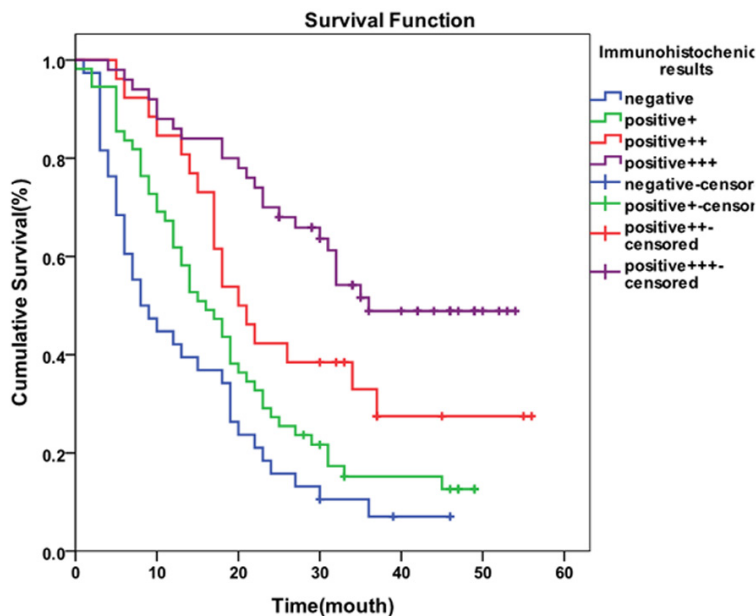 Survival Function
Cumulative Survival(%)
1.0
0.8
0.6
0.4
0.2
0.0
0
10
20
30
40
50
60
Time(mouth)
Immunohistochenic
results
negative
positive+
positive++
positive+++
negative-censor
positive+-censor
positive++-
censored
positive+++-
censored